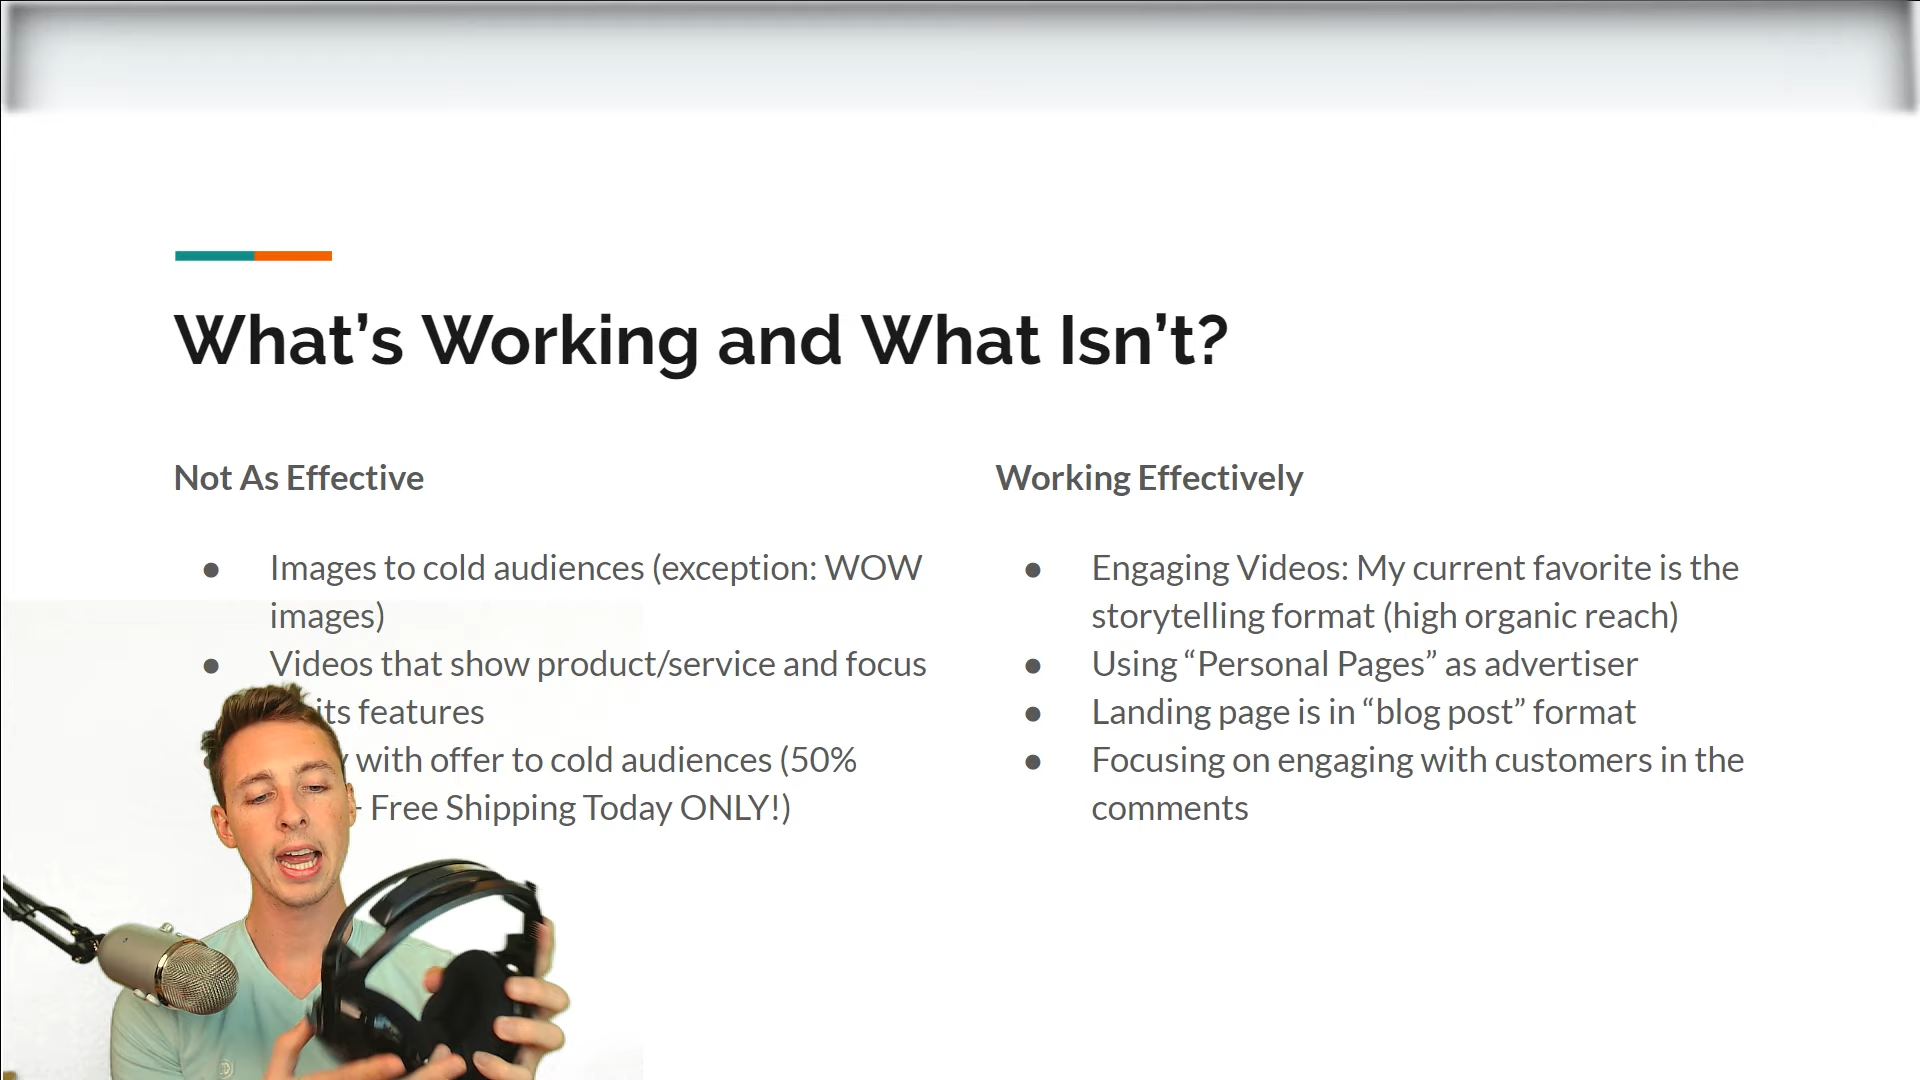 What’s Working and What Isn’t?
Not As Effective
● Images to cold audiences (exception: WOW
images)
● Videos that show product/service and focus
its features
with offer to cold audiences (50%
- Free Shipping Today ONLY!)
Working Effectively
● Engaging Videos: My current favorite is the
storytelling format (high organic reach)
● Using “Personal Pages” as advertiser
● Landing page is in “blog post” format
● Focusing on engaging with customers in the
comments